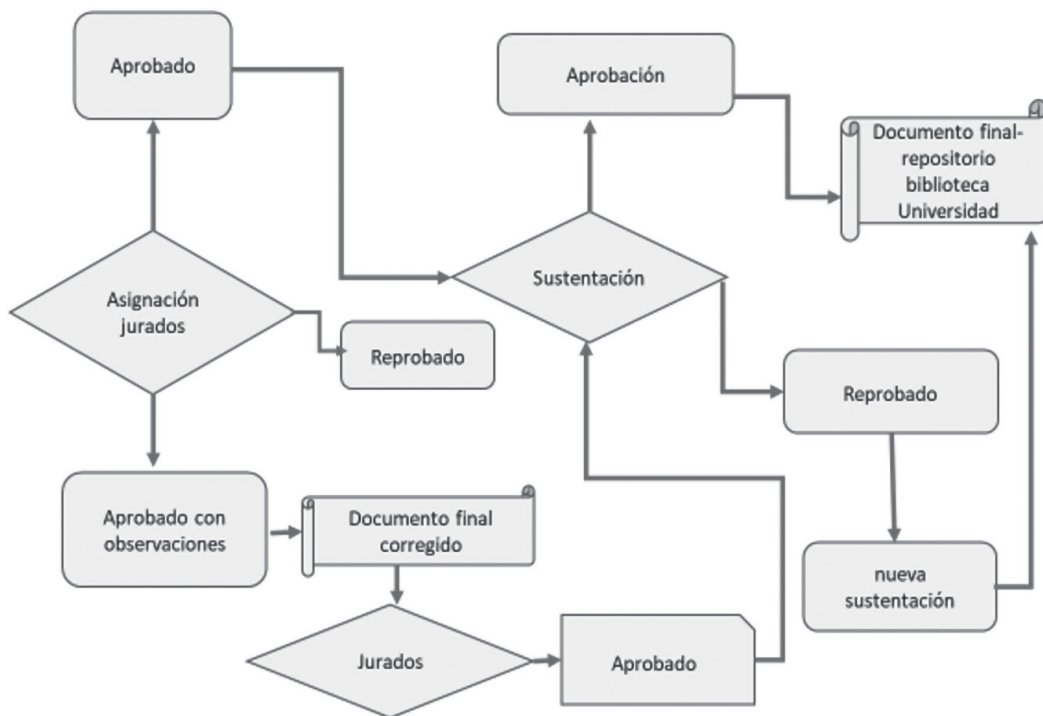 Aprobado
Aprobación
Documento final-
repositorio
biblioteca
Universidad
Asignación
jurados
Sustentación
Reprobado
Reprobado
Aprobado con
observaciones
Documento final
corregido
nueva
sustentación
Jurados
Aprobado